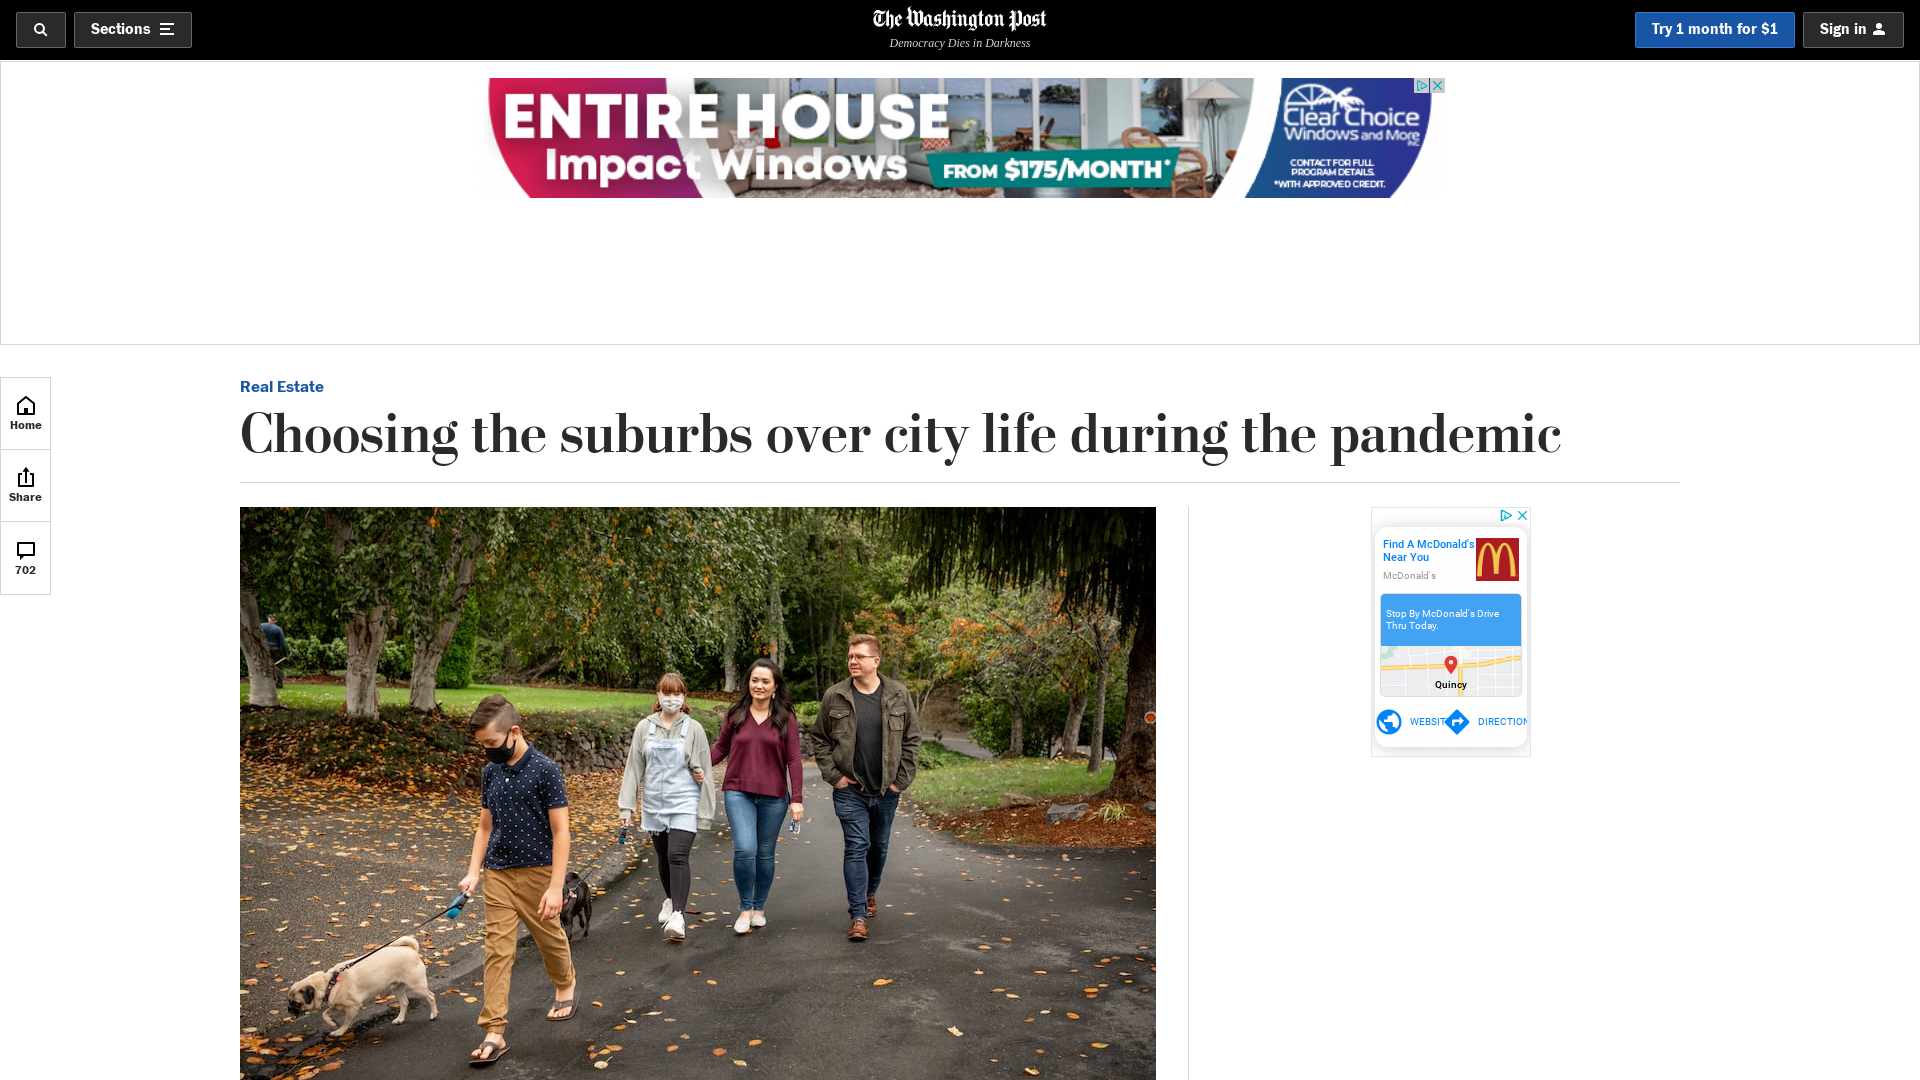 Sections
The Washington Post
Democracy Dies in Darkness
Try 1 month for $1
Sign in
ENTIRE HOUSE
Impact Windows
FROM $175/MONTH*
Clear Choice
Windows and More
INC
CONTACT FOR FULL
PROGRAM DETAILS.
*WITH APPROVED CREDIT.
Home
Share
702
Real Estate
Choosing the suburbs over city life during the pandemic
Find A McDonald's
Near You
McDonald's
Stop By McDonald's Drive
Thru Today.
Quincy
WEBSIT
DIRECTION